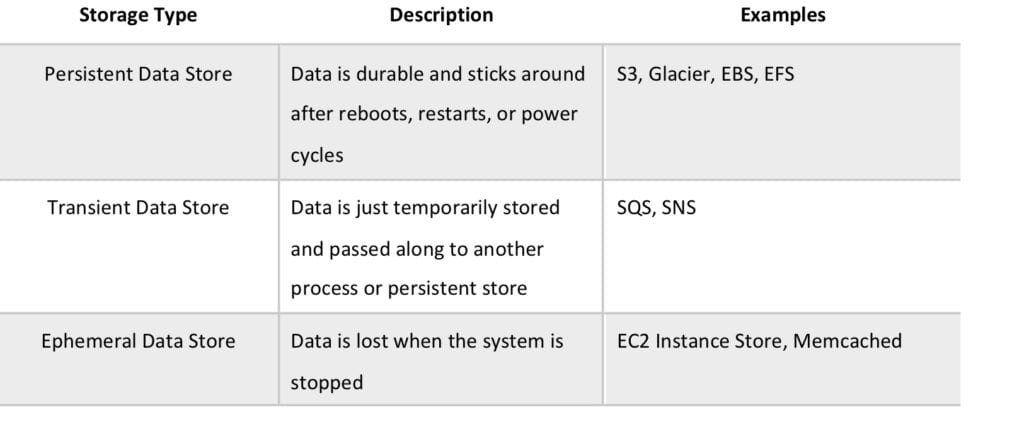 Storage Type Description Examples
Persistent Data Store Data is durable and sticks around S3, Glacier, EBS, EFS
after reboots, restarts, or power
cycles
Transient Data Store Data is just temporarily stored SQS, SNS
and passed along to another
process or persistent store
Ephemeral Data Store Data is lost when the system is EC2 Instance Store, Memcached
stopped